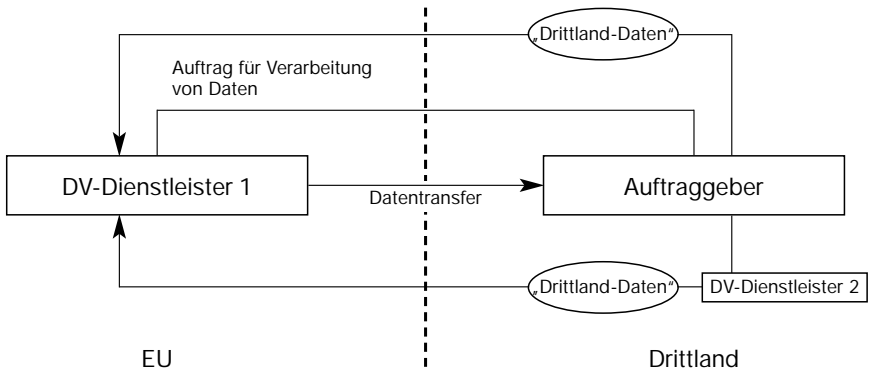 „Drittland-Daten“
Auftrag für Verarbeitung
von Daten
DV-Dienstleister 1
Auftraggeber
Datentransfer
„Drittland-Daten“
DV-Dienstleister 2
EU
Drittland